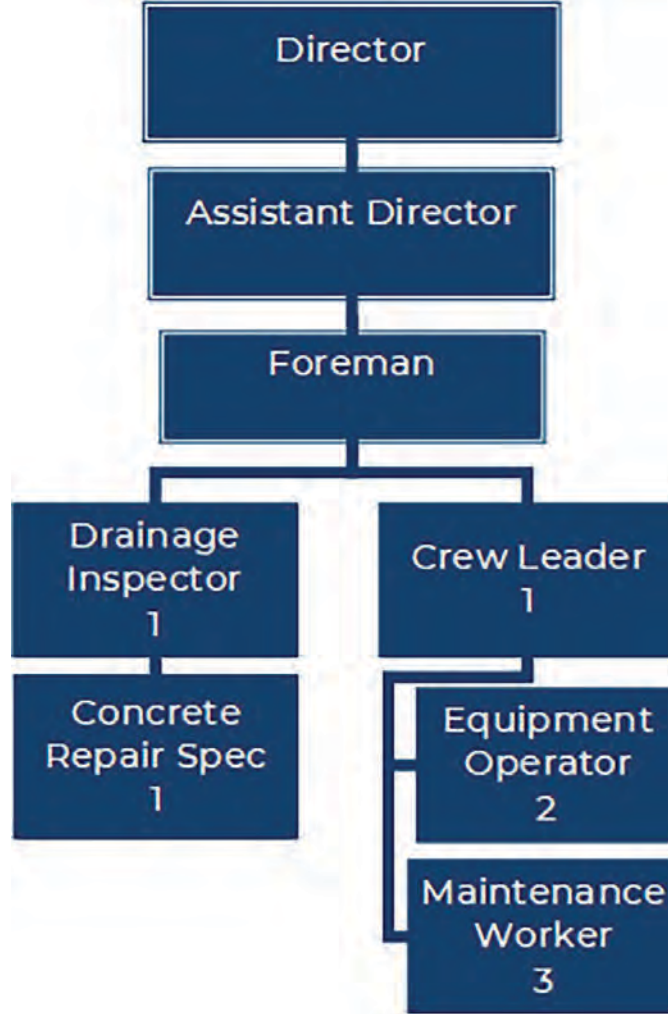 Director
Assistant Director
Foreman
Drainage
Inspector
1
Concrete
Repair Spec
1
Crew Leader
1
Equipment
Operator
2
Maintenance
Worker
3